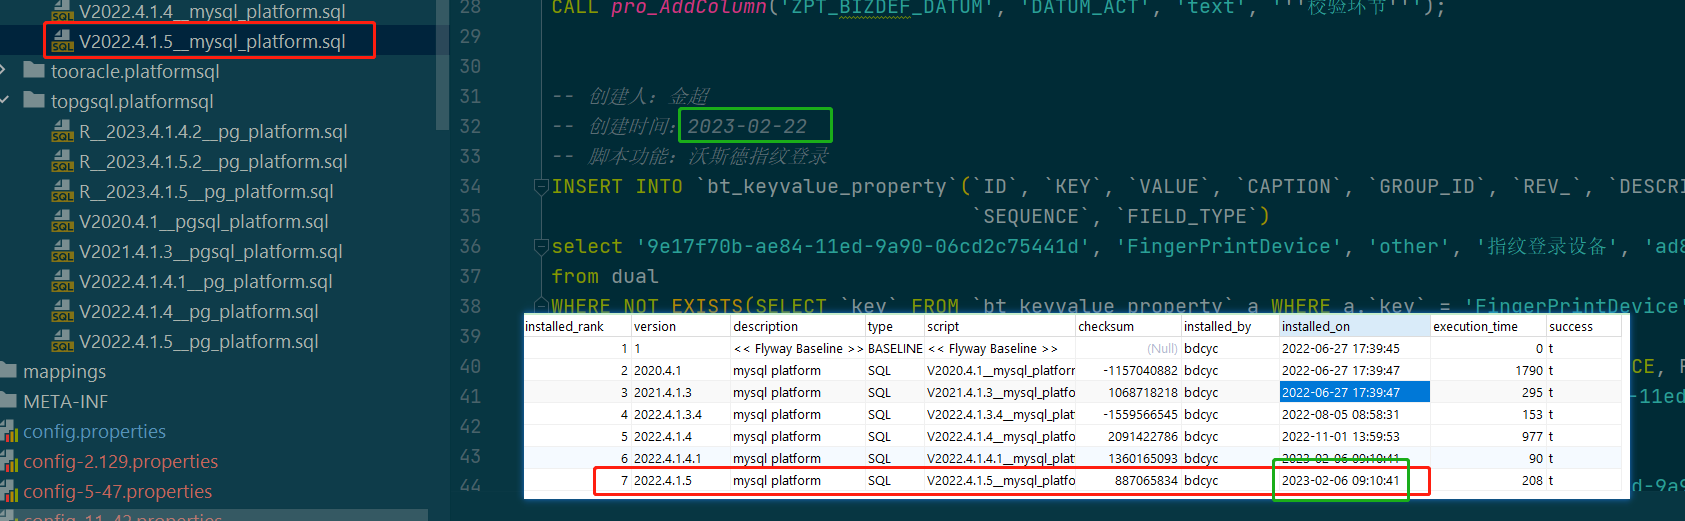 V2022.4.1.4__mysql_platform.sql
V2022.4.1.5__mysql_platform.sql
tooracle.platformsql
topgsql.platformsql
R__2023.4.1.4.2__pg_platform.sql
R__2023.4.1.5.2__pg_platform.sql
R__2023.4.1.5__pg_platform.sql
V2020.4.1__pgsql_platform.sql
V2021.4.1.3__pgsql_platform.sql
V2022.4.1.4.1__pg_platform.sql
V2022.4.1.4__pg_platform.sql
V2022.4.1.5__pg_platform.sql
mappings
META-INF
config.properties
config-2.129.properties
config-5-47.properties
config-11-42.properties
28 CALL pro_AddColumn('ZPT_BIZDEF_DATUM', 'DATUM_ACT', 'text', '''校验环节''');
29
30
31 -- 创建人：金超
32 -- 创建时间：2023-02-22
33 -- 脚本功能：沃斯德指纹登录
34 INSERT INTO `bt_keyvalue_property`(`ID`, `KEY`, `VALUE`, `CAPTION`, `GROUP_ID`, `REV_`, `DESCRI
35 `SEQUENCE`, `FIELD_TYPE`)
36 select '9e17f70b-ae84-11ed-9a90-06cd2c75441d', 'FingerPrintDevice', 'other', '指纹登录设备', 'ad8
37 from dual
38 WHERE NOT EXISTS(SELECT `key` FROM `bt_keyvalue_property` a WHERE a.`key` = 'FingerPrintDevice'
39
40 CE, F
41 -11ed
42
43
44 d-9a9
installed_rank version description type script checksum installed_by installed_on execution_time success
1 1 << Flyway Baseline >> BASELINE << Flyway Baseline >> (Null) bdcyc 2022-06-27 17:39:45 0 t
2 2020.4.1 mysql platform SQL V2020.4.1__mysql_platforn -1157040882 bdcyc 2022-06-27 17:39:47 1790 t
3 2021.4.1.3 mysql platform SQL V2021.4.1.3__mysql_platfo 1068718218 bdcyc 2022-06-27 17:39:47 295 t
4 2022.4.1.3.4 mysql platform SQL V2022.4.1.3.4__mysql_plat -1559566545 bdcyc 2022-08-05 08:58:31 153 t
5 2022.4.1.4 mysql platform SQL V2022.4.1.4__mysql_platfo 2091422786 bdcyc 2022-11-01 13:59:53 977 t
6 2022.4.1.4.1 mysql platform SQL V2022.4.1.4.1__mysql_plat 1360165093 bdcyc 2023-02-06 09:10:41 90 t
7 2022.4.1.5 mysql platform SQL V2022.4.1.5__mysql_platfo 887065834 bdcyc 2023-02-06 09:10:41 208 t